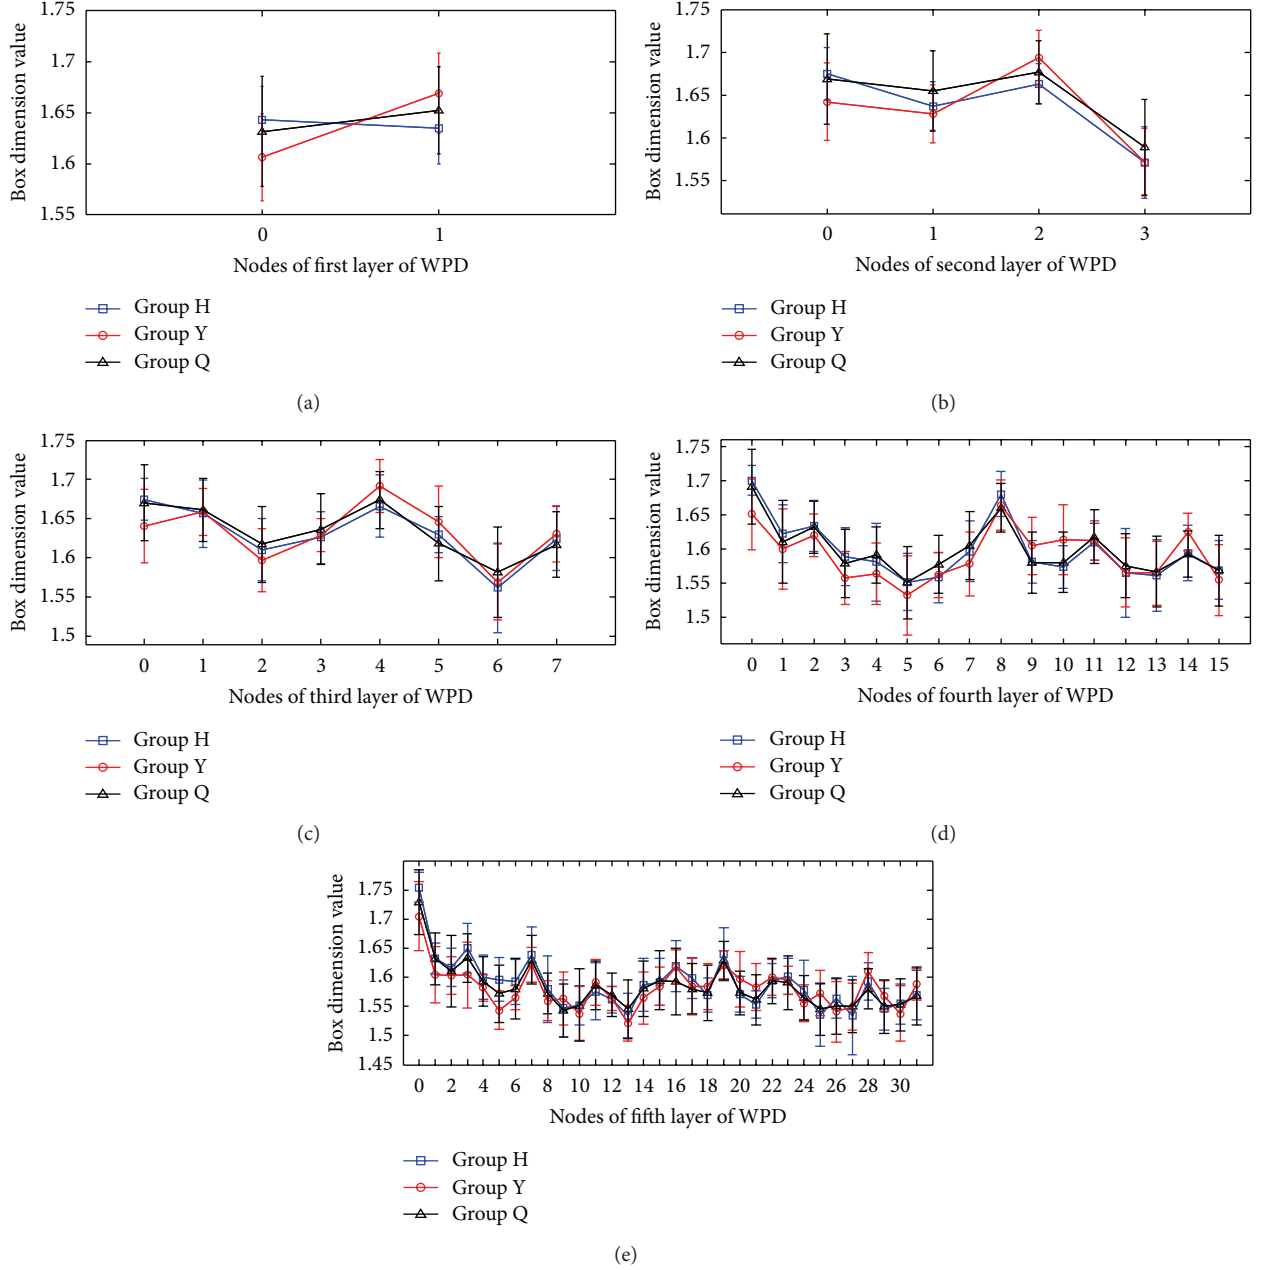 Box dimension value
1.75
1.7
1.65
1.6
1.55
0 1
Nodes of first layer of WPD
Group H
Group Y
Group Q
(a)
Box dimension value
1.75
1.7
1.65
1.6
1.55
0 1 2 3
Nodes of second layer of WPD
Group H
Group Y
Group Q
(b)
Box dimension value
1.75
1.7
1.65
1.6
1.55
1.5
0 1 2 3 4 5 6 7
Nodes of third layer of WPD
Group H
Group Y
Group Q
(c)
Box dimension value
1.75
1.7
1.65
1.6
1.55
1.5
0 1 2 3 4 5 6 7 8 9 10 11 12 13 14 15
Nodes of fourth layer of WPD
Group H
Group Y
Group Q
(d)
Box dimension value
1.75
1.7
1.65
1.6
1.55
1.5
1.45
0 2 4 6 8 10 12 14 16 18 20 22 24 26 28 30
Nodes of fifth layer of WPD
Group H
Group Y
Group Q
(e)